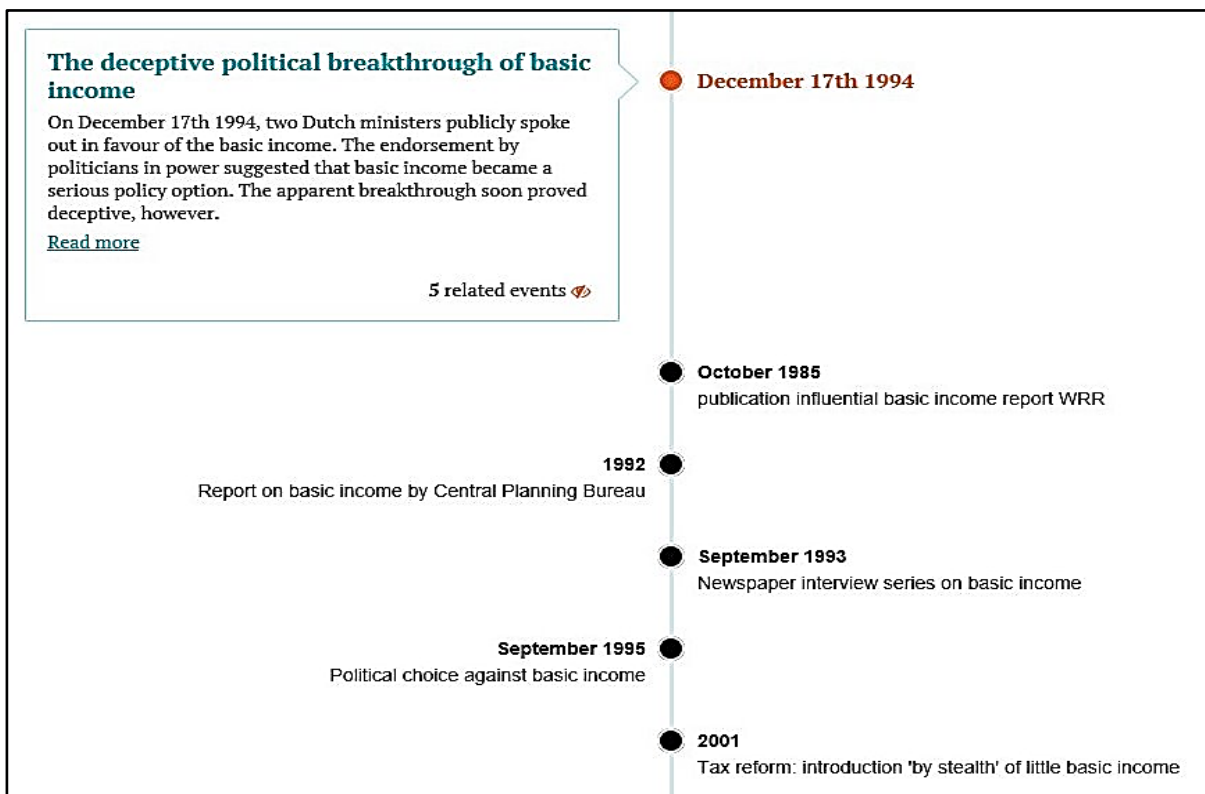 The deceptive political breakthrough of basic
income
On December 17th 1994, two Dutch ministers publicly spoke
out in favour of the basic income. The endorsement by
politicians in power suggested that basic income became a
serious policy option. The apparent breakthrough soon proved
deceptive, however.
Read more
5 related events
December 17th 1994
October 1985
publication influential basic income report WRR
1992
Report on basic income by Central Planning Bureau
September 1993
Newspaper interview series on basic income
September 1995
Political choice against basic income
2001
Tax reform: introduction 'by stealth' of little basic income